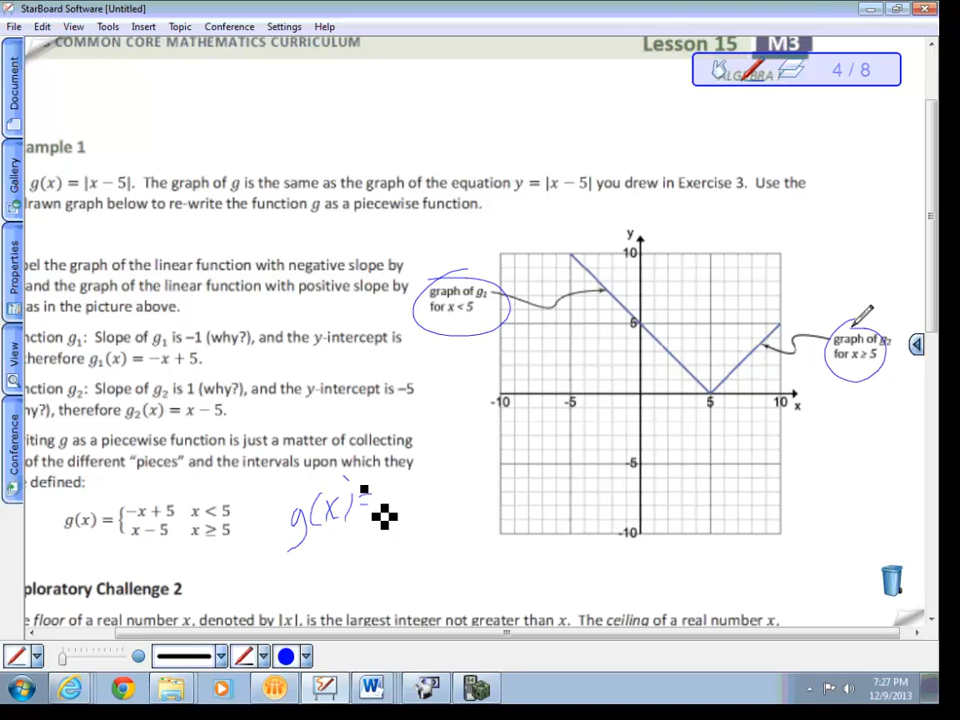 StarBoard Software [Untitled]
File Edit View Tools Insert Topic Conference Settings Help
COMMON CORE MATHEMATICS CURRICULUM
Lesson 15 M3
ALGEBRA I
4 / 8
Document
Gallery
Properties
View
Conference
ample 1
g(x) = |x − 5|. The graph of g is the same as the graph of the equation y = |x − 5| you drew in Exercise 3. Use the
drawn graph below to re-write the function g as a piecewise function.
bel the graph of the linear function with negative slope by
and the graph of the linear function with positive slope by
as in the picture above.
nction g₁: Slope of g₁ is −1 (why?), and the y-intercept is
therefore g₁(x) = −x + 5.
nction g₂: Slope of g₂ is 1 (why?), and the y-intercept is −5
hy?), therefore g₂(x) = x − 5.
iting g as a piecewise function is just a matter of collecting
of the different "pieces" and the intervals upon which they
e defined:
g(x) = { −x + 5 x < 5
x − 5 x ≥ 5
g(x) =
y
10
5
-10 -5 5 10 x
-5
-10
graph of g₁
for x < 5
graph of g₂
for x ≥ 5
ploratory Challenge 2
e floor of a real number x, denoted by ⌊x⌋, is the largest integer not greater than x. The ceiling of a real number x,
7:27 PM
12/9/2013